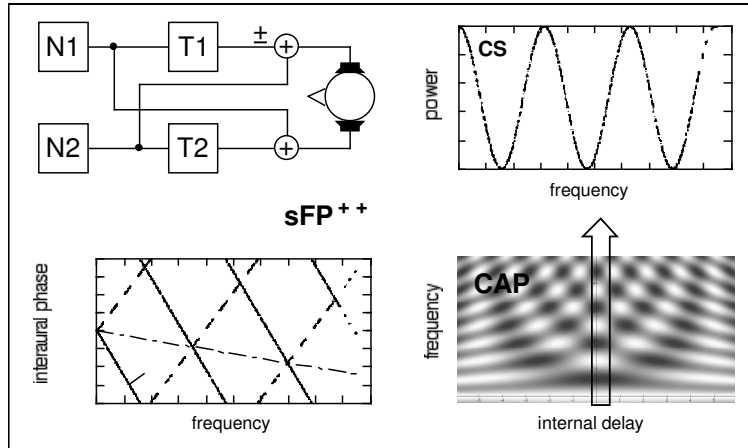 N1
T1
±
+
N2
T2
+
sFP++
CS
power
frequency
interaural phase
frequency
CAP
frequency
internal delay